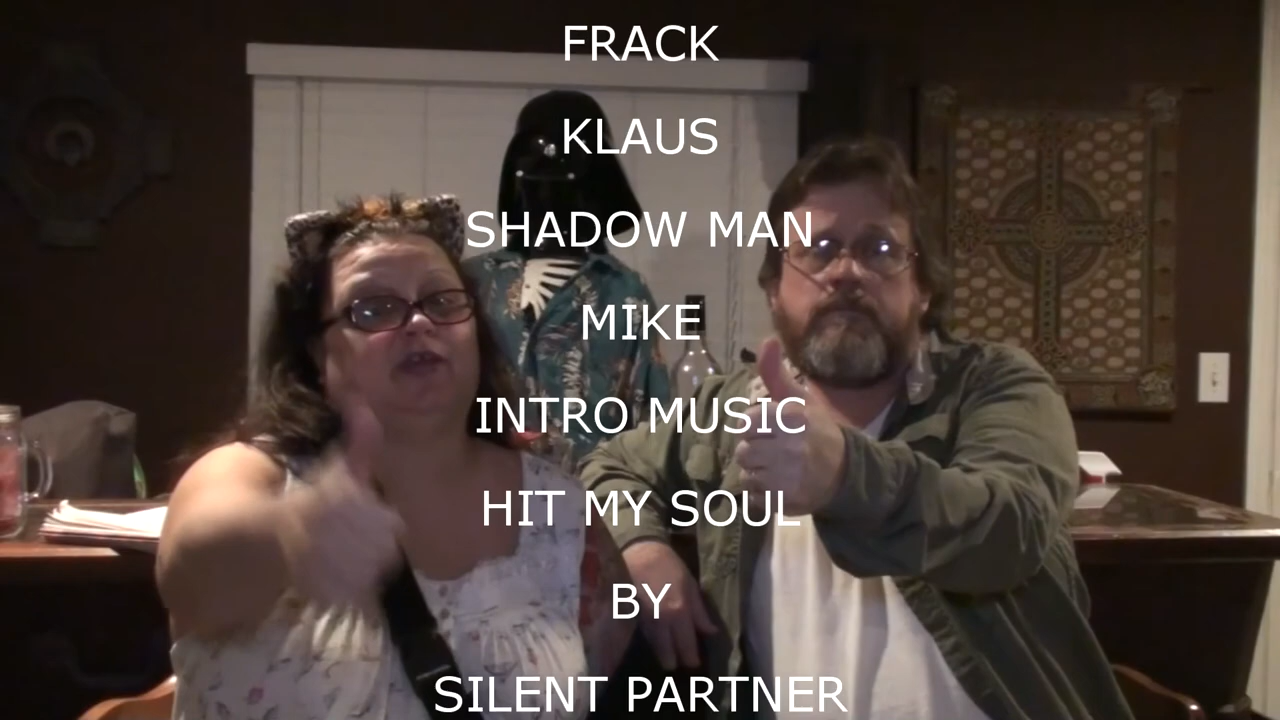 FRACK
KLAUS
SHADOW MAN
MIKE
INTRO MUSIC
HIT MY SOUL
BY
SILENT PARTNER